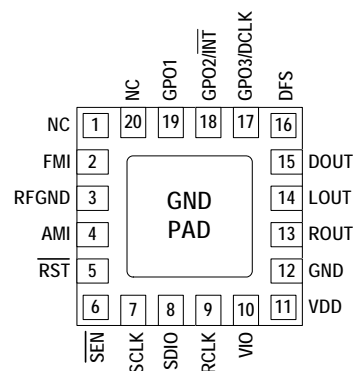 NC
GPO1
GPO2/INT
GPO3/DCLK
DFS
NC 1 20 19 18 17 16
FMI 2 15 DOUT
RFGND 3 14 LOUT
GND
PAD
AMI 4 13 ROUT
RST 5 12 GND
6 7 8 9 10 11 VDD
SEN
SCLK
SDIO
RCLK
VIO